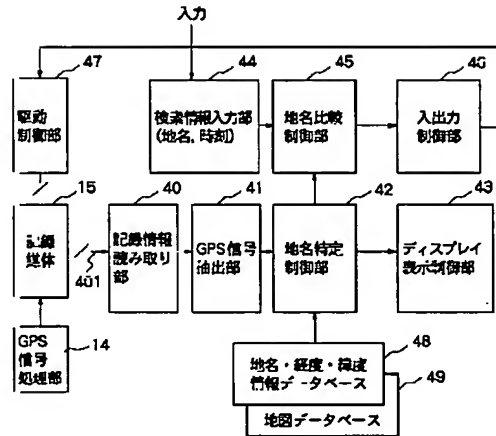 入力
47
44
45
46
駆動
制御部
検索情報入力部
(地名,時刻)
地名比較
制御部
入出力
制御部
15
40
41
42
43
記録
媒体
記録情報
読み取り
部
GPS信号
抽出部
地名特定
制御部
ディスプレイ
表示制御部
401
GPS
信号
処理部
14
地名・経度・緯度
情報データベース
48
地図データベース
49